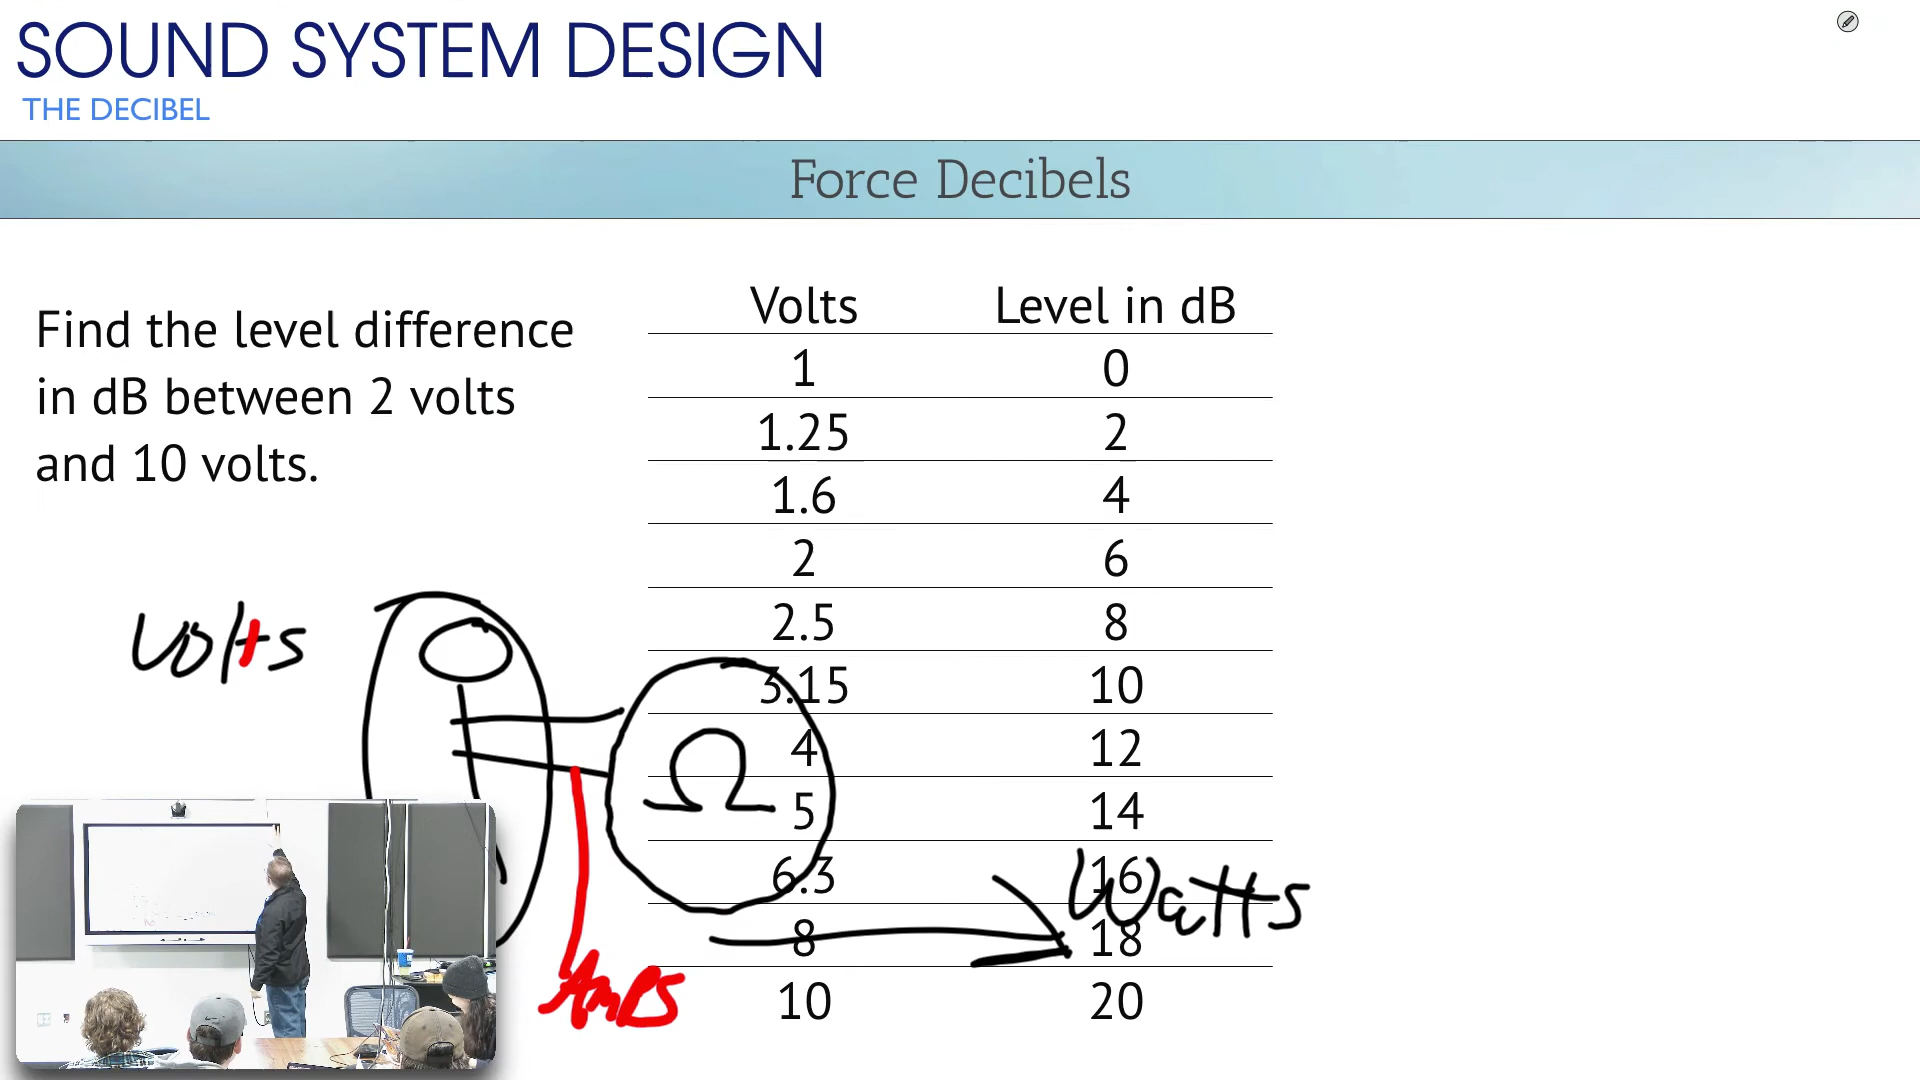 SOUND SYSTEM DESIGN
THE DECIBEL
Force Decibels
Find the level difference
in dB between 2 volts
and 10 volts.
Volts Level in dB
1 0
1.25 2
1.6 4
2 6
2.5 8
3.15 10
4 12
5 14
6.3 16
8 18
10 20
Volts
Ω
Watts
AmPS